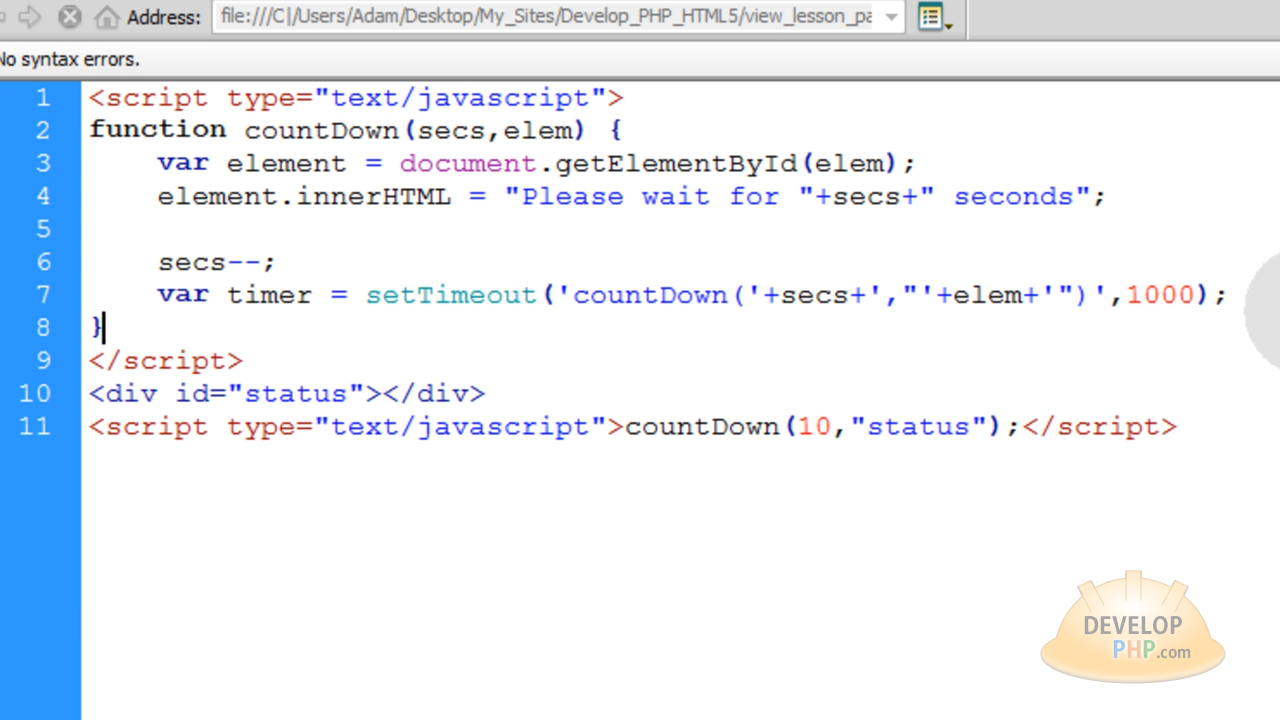 Address: file:///C|/Users/Adam/Desktop/My_Sites/Develop_PHP_HTML5/view_lesson_pa
No syntax errors.
1 <script type="text/javascript">
2 function countDown(secs,elem) {
3 var element = document.getElementById(elem);
4 element.innerHTML = "Please wait for "+secs+" seconds";
5
6 secs--;
7 var timer = setTimeout('countDown('+secs+',"'+elem+'")',1000);
8 }
9 </script>
10 <div id="status"></div>
11 <script type="text/javascript">countDown(10,"status");</script>
DEVELOP
PHP.com